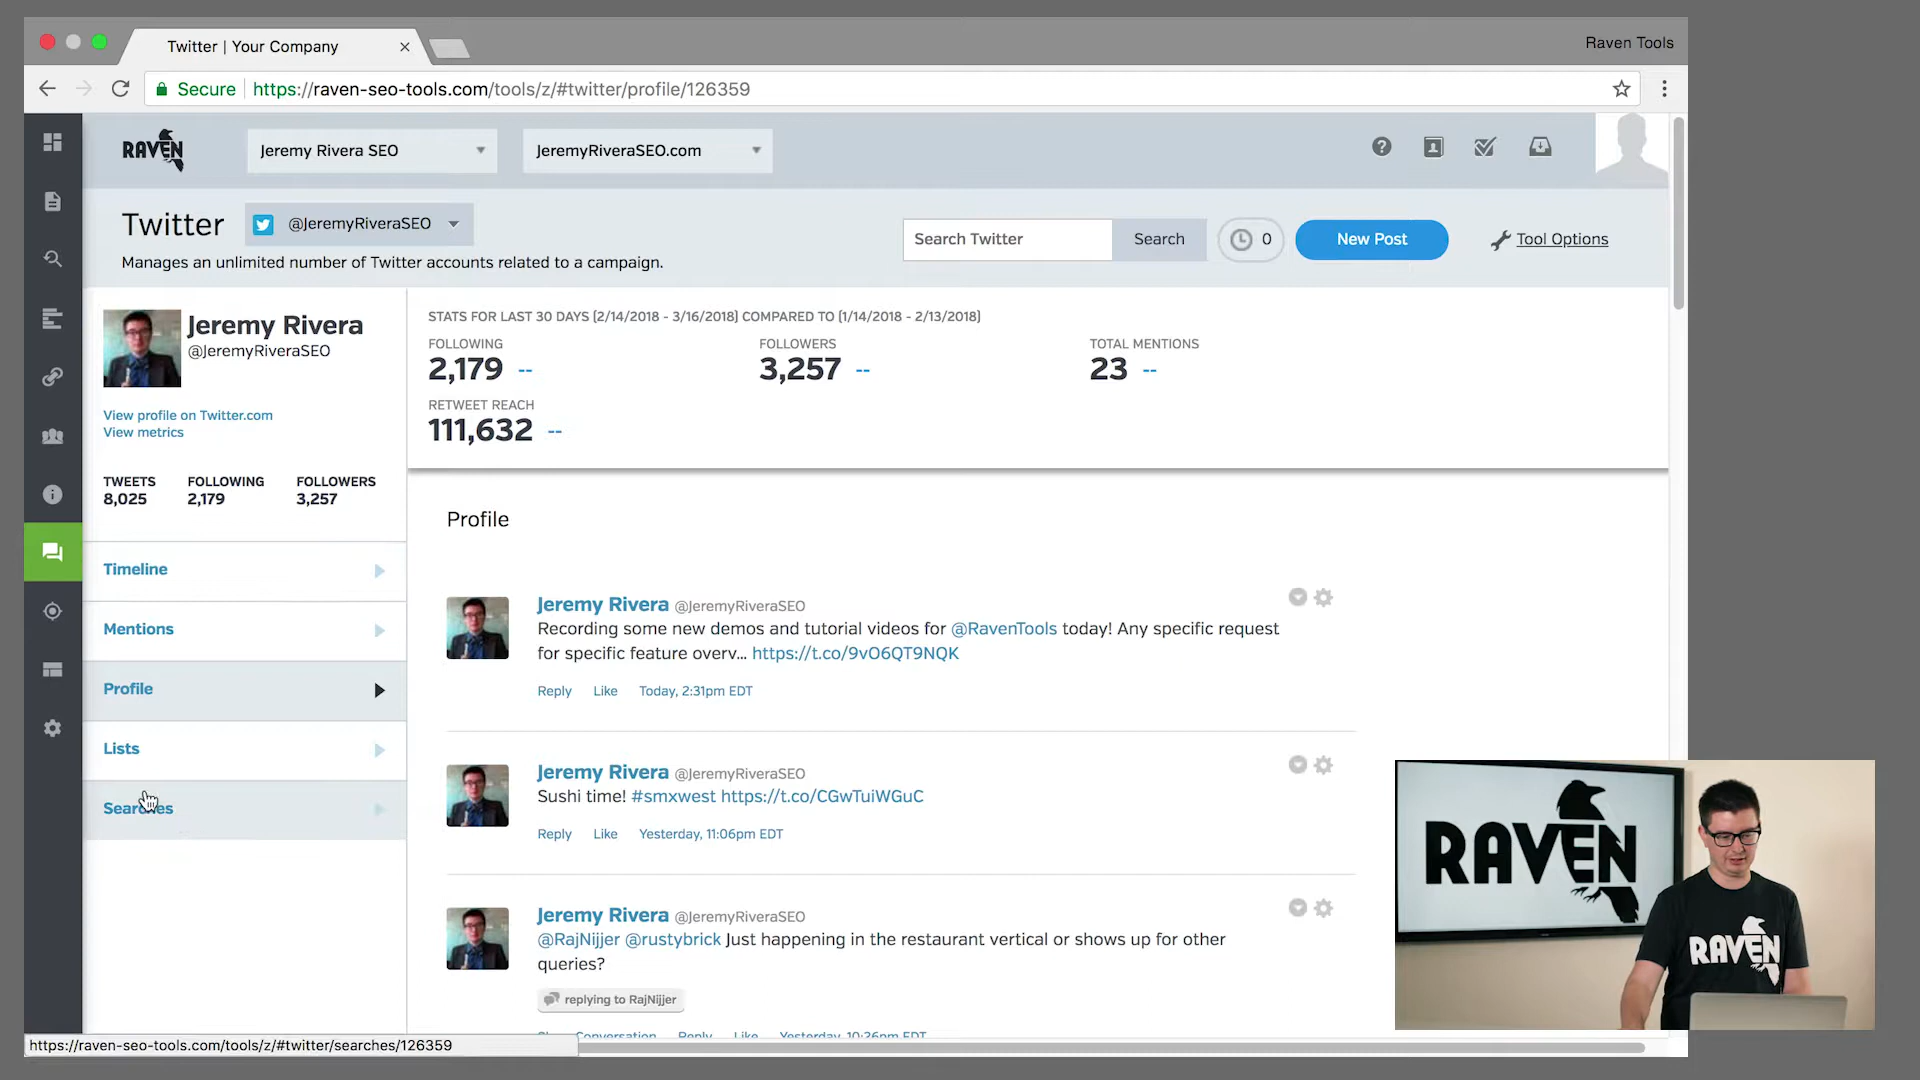 Twitter | Your Company
Raven Tools
Secure https://raven-seo-tools.com/tools/z/#twitter/profile/126359
RAVEN
Jeremy Rivera SEO
JeremyRiveraSEO.com
Twitter
@JeremyRiveraSEO
Manages an unlimited number of Twitter accounts related to a campaign.
Search Twitter
Search
0
New Post
Tool Options
Jeremy Rivera
@JeremyRiveraSEO
View profile on Twitter.com
View metrics
TWEETS FOLLOWING FOLLOWERS
8,025 2,179 3,257
Timeline
Mentions
Profile
Lists
Searches
STATS FOR LAST 30 DAYS (2/14/2018 - 3/16/2018) COMPARED TO (1/14/2018 - 2/13/2018)
FOLLOWING FOLLOWERS TOTAL MENTIONS
2,179 -- 3,257 -- 23 --
RETWEET REACH
111,632 --
Profile
Jeremy Rivera @JeremyRiveraSEO
Recording some new demos and tutorial videos for @RavenTools today! Any specific request
for specific feature overv... https://t.co/9vO6QT9NQK
Reply Like Today, 2:31pm EDT
Jeremy Rivera @JeremyRiveraSEO
Sushi time! #smxwest https://t.co/CGwTuiWGuC
Reply Like Yesterday, 11:06pm EDT
Jeremy Rivera @JeremyRiveraSEO
@RajNijjer @rustybrick Just happening in the restaurant vertical or shows up for other
queries?
replying to RajNijjer
Show Conversation Reply Like Yesterday, 10:26pm EDT
https://raven-seo-tools.com/tools/z/#twitter/searches/126359
RAVEN
RAVEN